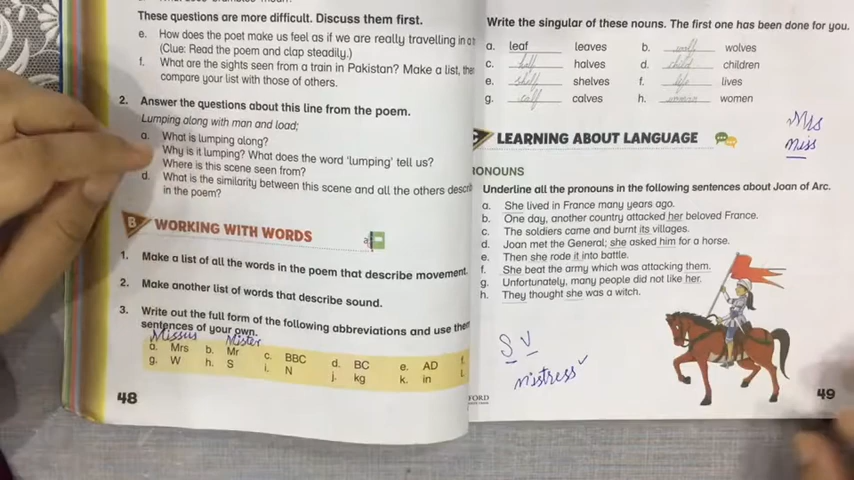 These questions are more difficult. Discuss them first.
e. How does the poet make us feel as if we are really travelling in a
(Clue: Read the poem and clap steadily.)
f. What are the sights seen from a train in Pakistan? Make a list, then
compare your list with those of others.
2. Answer the questions about this line from the poem.
Lumping along with man and load;
a. What is lumping along?
Why is it lumping? What does the word 'lumping' tell us?
Where is this scene seen from?
d. What is the similarity between this scene and all the others descri
in the poem?
B WORKING WITH WORDS
1. Make a list of all the words in the poem that describe movement.
2. Make another list of words that describe sound.
3. Write out the full form of the following abbreviations and use them
sentences of your own.
Missus Mister
a. Mrs b. Mr c. BBC d. BC e. AD f.
g. W h. S i. N j. kg k. in l.
48
Write the singular of these nouns. The first one has been done for you.
a. leaf leaves b. wolf wolves
c. half halves d. child children
e. shelf shelves f. life lives
g. calf calves h. woman women
Mrs
Miss
LEARNING ABOUT LANGUAGE
RONOUNS
Underline all the pronouns in the following sentences about Joan of Arc.
a. She lived in France many years ago.
b. One day, another country attacked her beloved France.
c. The soldiers came and burnt its villages.
d. Joan met the General; she asked him for a horse.
e. Then she rode it into battle.
f. She beat the army which was attacking them.
g. Unfortunately, many people did not like her.
h. They thought she was a witch.
S V
mistress ✓
FORD
49